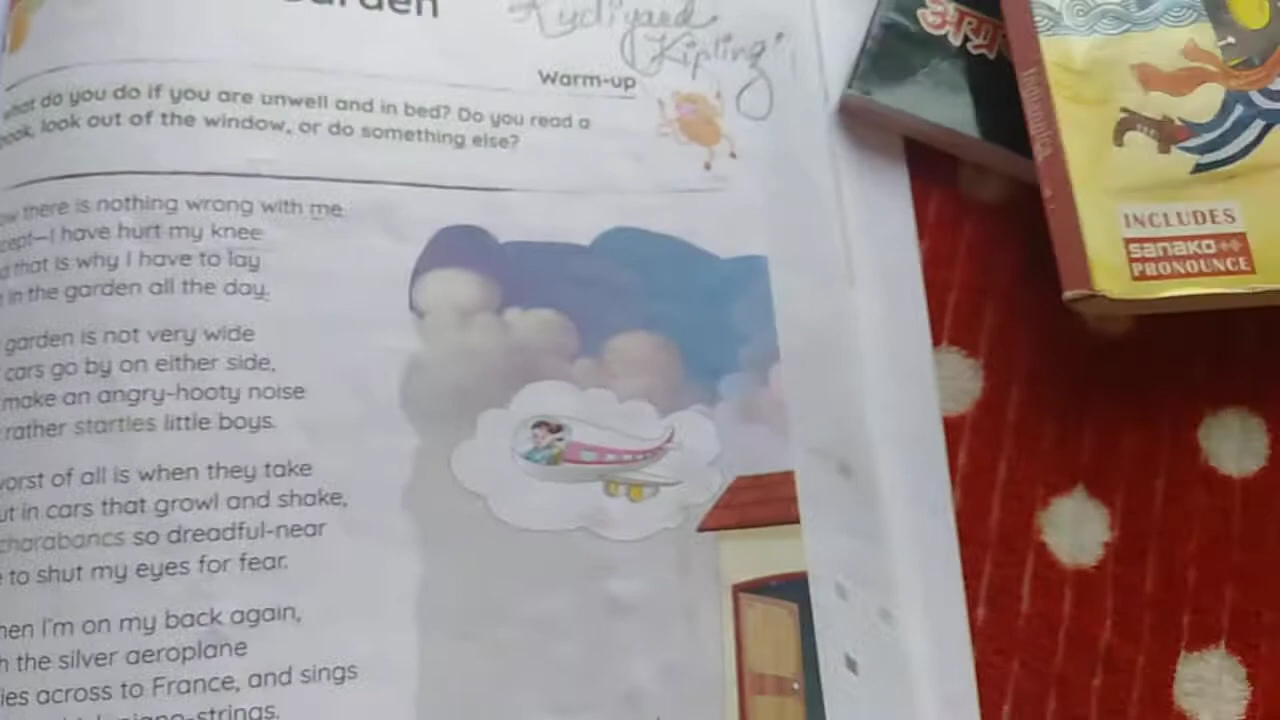 Rudiyard
Kipling
Warm-up
do you do if you are unwell and in bed? Do you read a
look out of the window, or do something else?
there is nothing wrong with me
I have hurt my knee
that is why I have to lay
in the garden all the day.
garden is not very wide
cars go by on either side,
make an angry-hooty noise
rather startles little boys.
of all is when they take
in cars that growl and shake,
charabancs so dreadful-near
to shut my eyes for fear.
I'm on my back again,
the silver aeroplane
across to France, and sings
अग्र
INCLUDES
sanako
PRONOUNCE